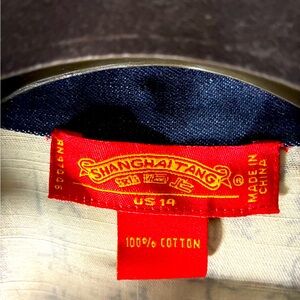 SHANGHAI TANG
®
US 14
MADE IN
CHINA
100% COTTON